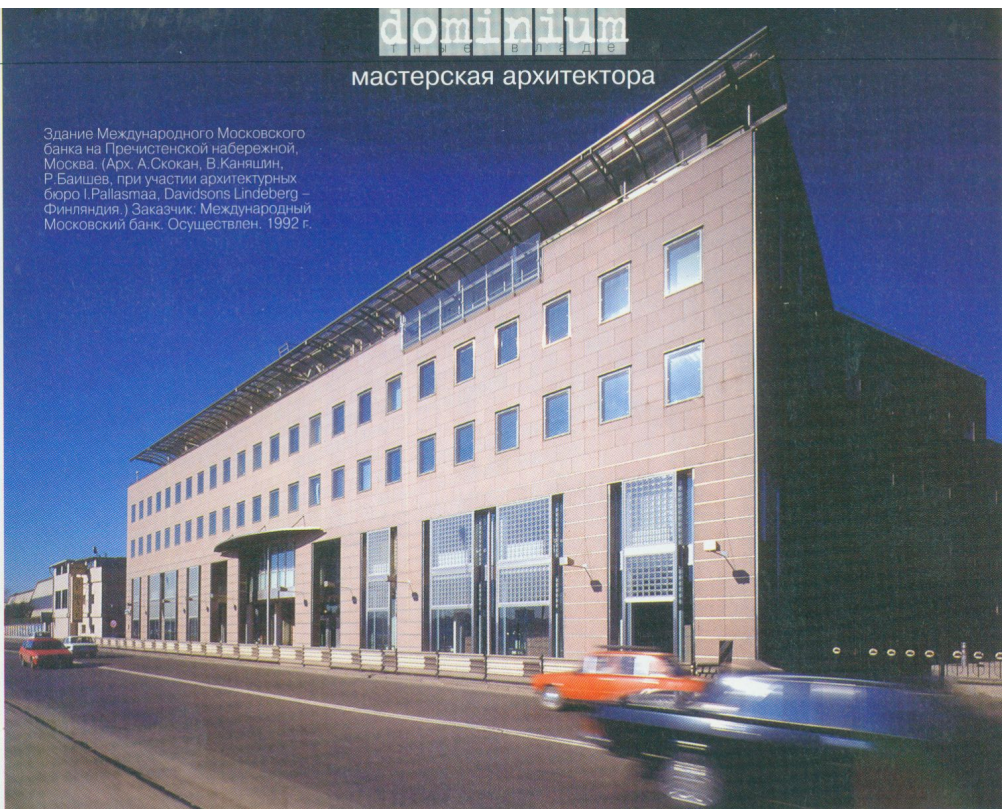 dominium
мастерская архитектора
Здание Международного Московского
банка на Пречистенской набережной,
Москва. (Арх. А.Скокан, В.Каняшин,
Р.Баишев, при участии архитектурных
бюро I.Pallasmaa, Davidsons Lindeberg –
Финляндия.) Заказчик: Международный
Московский банк. Осуществлен. 1992 г.